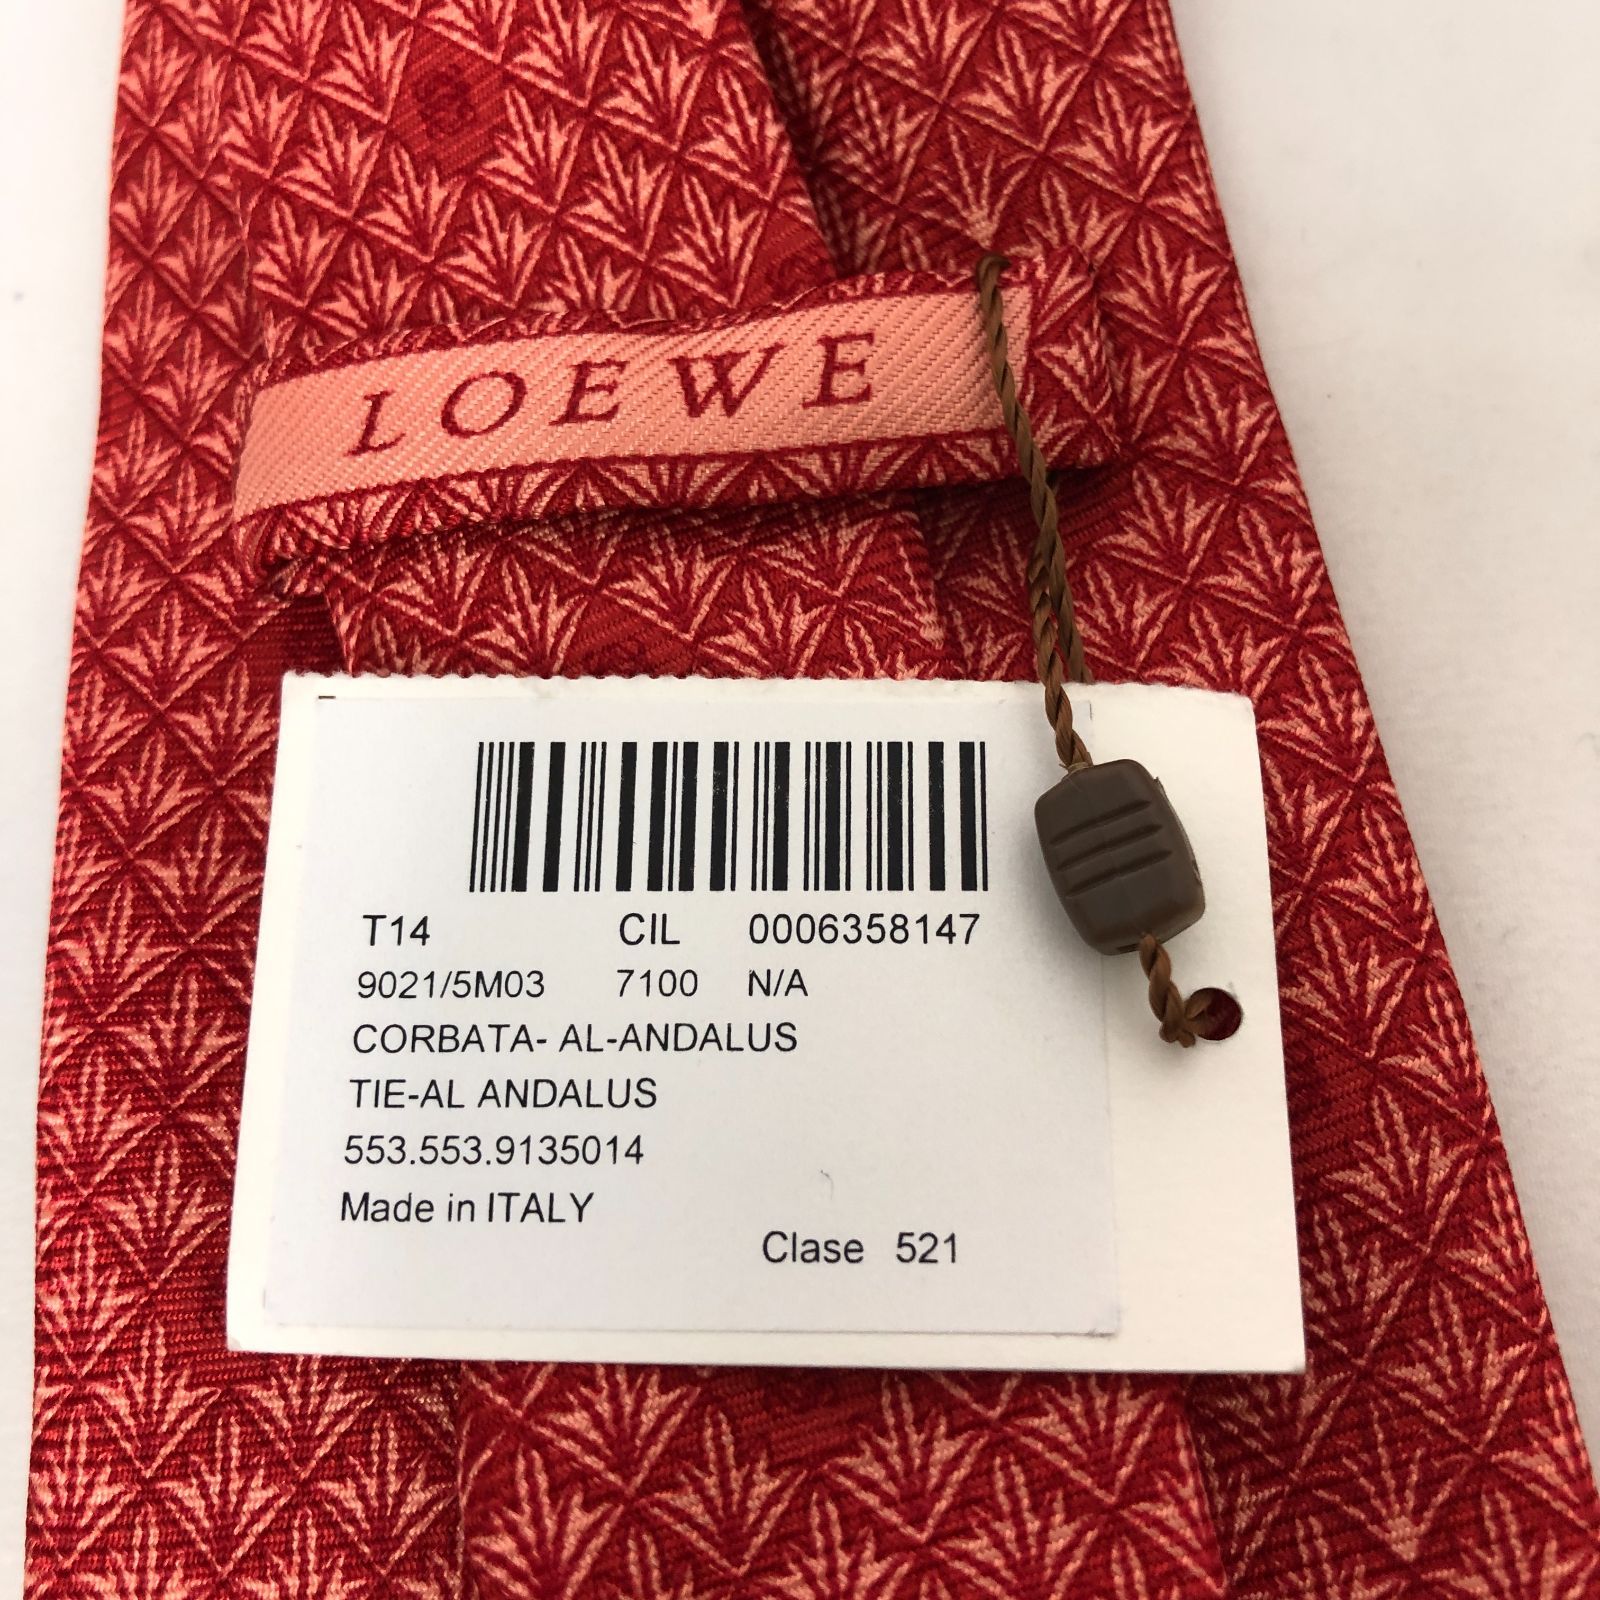 LOEWE
T14 CIL 0006358147
9021/5M03 7100 N/A
CORBATA- AL-ANDALUS
TIE-AL ANDALUS
553.553.9135014
Made in ITALY
Clase 521